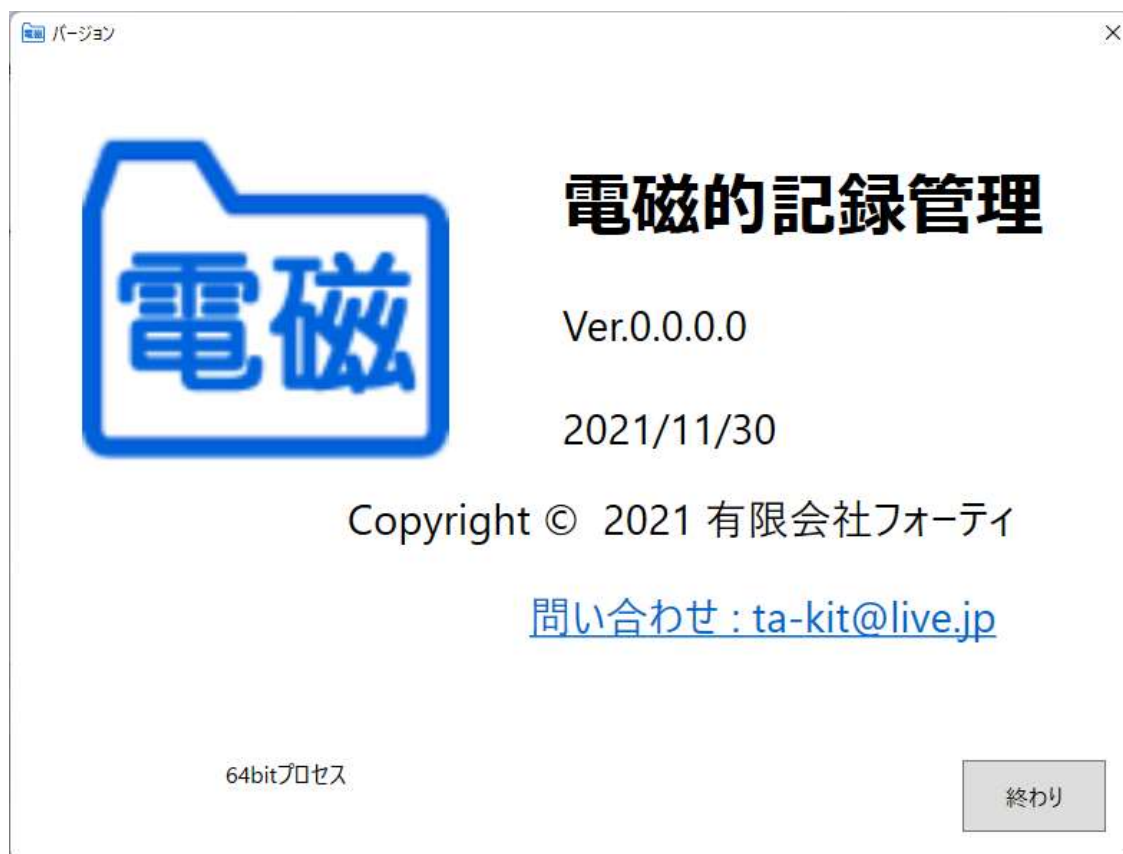 バージョン
電磁
電磁
電磁的記録管理
Ver.0.0.0.0
2021/11/30
Copyright © 2021 有限会社フォーティ
問い合わせ : ta-kit@live.jp
64bitプロセス
終わり